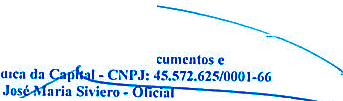 cumentos e
dica da Capital - CNPJ: 45.572.625/0001-66
José Maria Siviero - Oficial